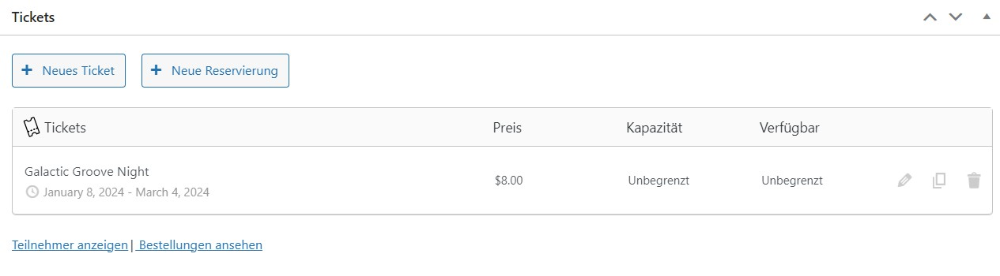 Tickets
+ Neues Ticket + Neue Reservierung
Tickets Preis Kapazität Verfügbar
Galactic Groove Night
January 8, 2024 - March 4, 2024 $8.00 Unbegrenzt Unbegrenzt
Teilnehmer anzeigen | Bestellungen ansehen